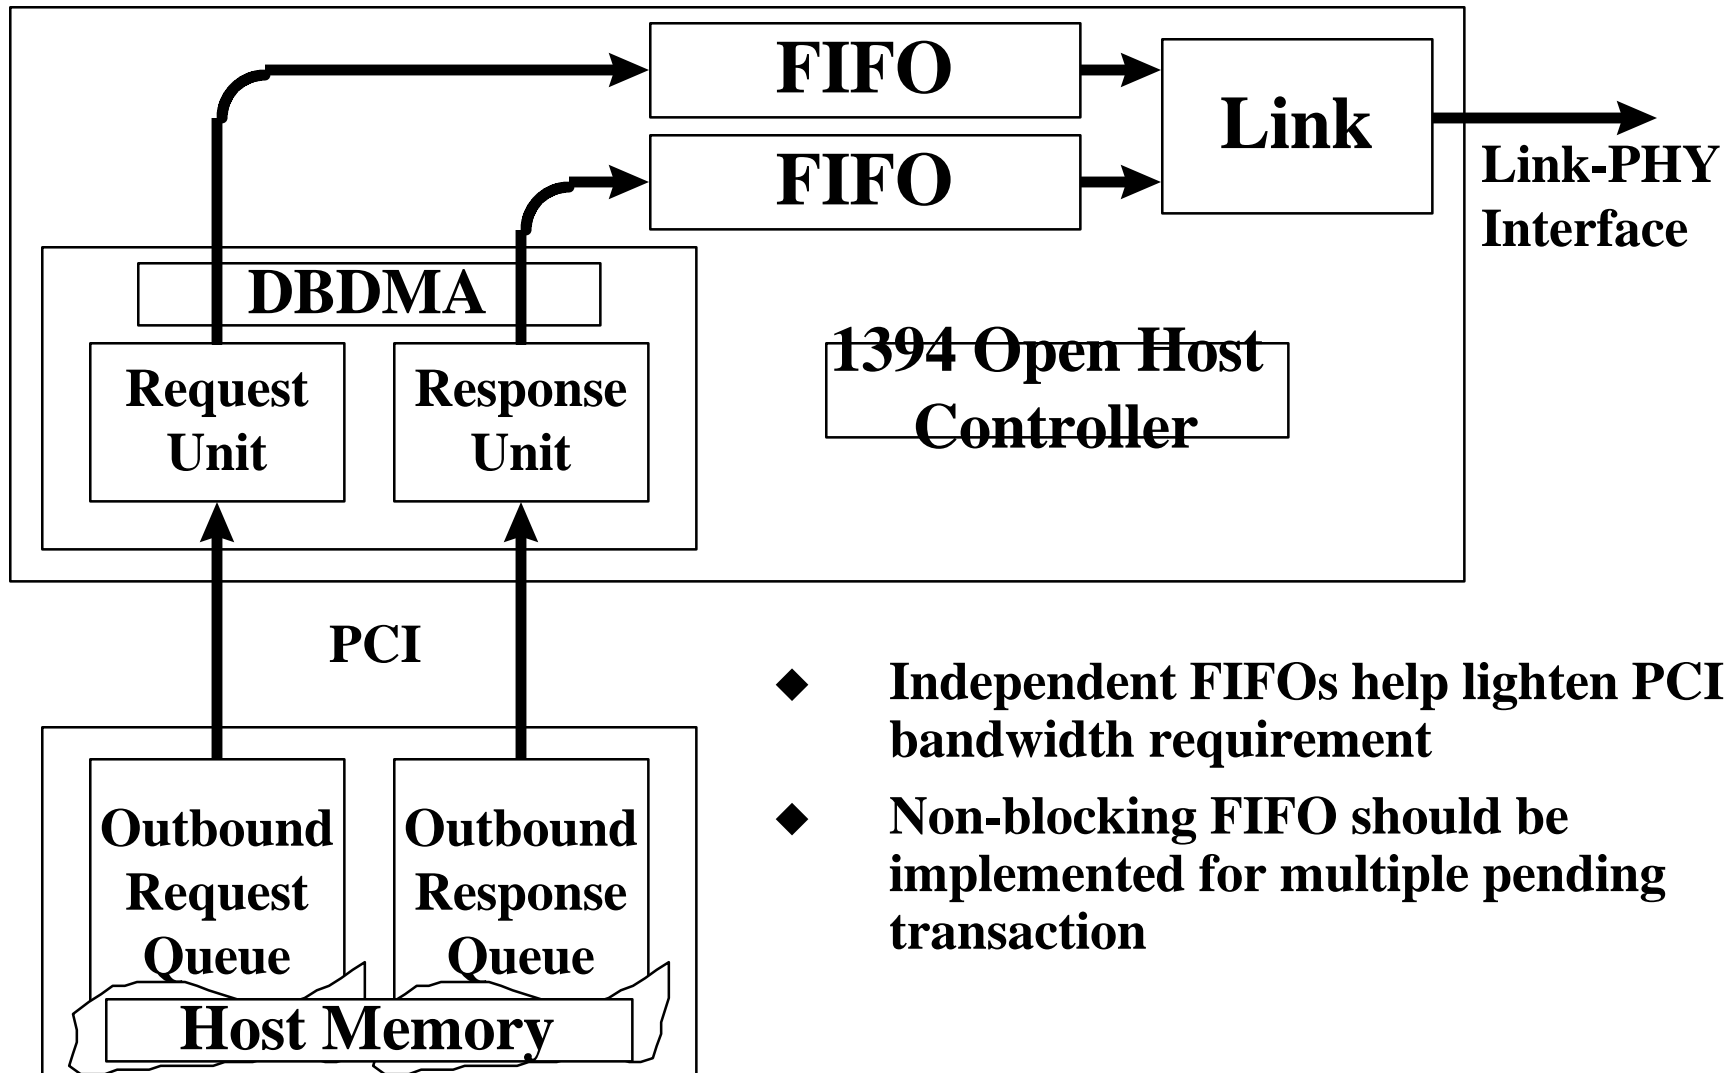 FIFO
Link
FIFO
Link-PHY
Interface
DBDMA
1394 Open Host
Controller
Request
Unit
Response
Unit
PCI
Independent FIFOs help lighten PCI
bandwidth requirement
Non-blocking FIFO should be
implemented for multiple pending
transaction
Outbound
Request
Queue
Outbound
Response
Queue
Host Memory